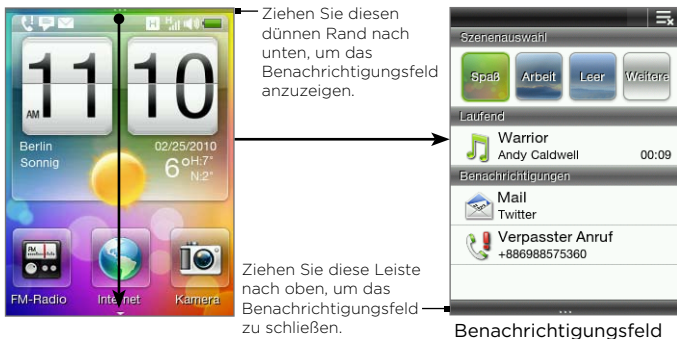 Ziehen Sie diesen
dünnen Rand nach
unten, um das
Benachrichtigungsfeld
anzuzeigen.
H H
11 10
AM
Berlin
Sonnig
02/25/2010
6° H:7°
N:2°
FM
FM-Radio
Internet
Kamera
Ziehen Sie diese Leiste
nach oben, um das
Benachrichtigungsfeld
zu schließen.
Szenenauswahl
Spaß
Arbeit
Leer
Weitere
Laufend
Warrior
Andy Caldwell 00:09
Benachrichtigungen
Mail
Twitter
Verpasster Anruf
+886988575360
Benachrichtigungsfeld